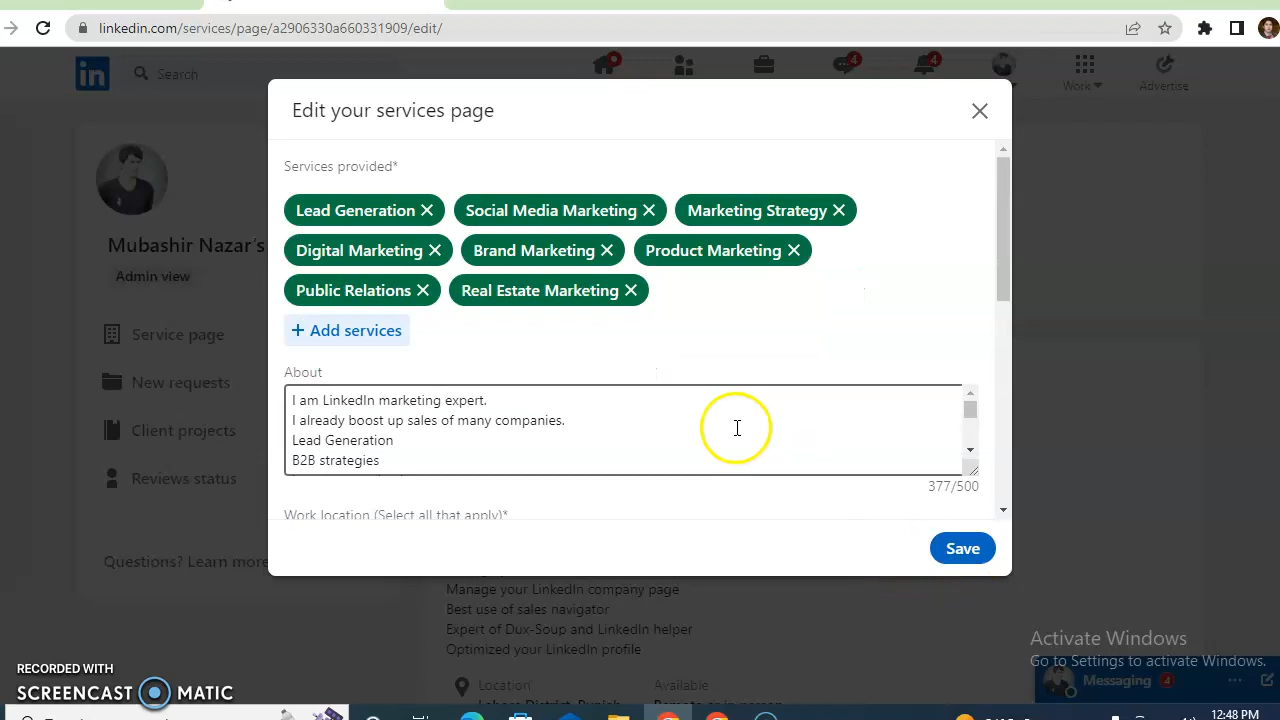 linkedin.com/services/page/a2906330a660331909/edit/
in
Search
4
4
Work
Advertise
Edit your services page
Services provided*
Lead Generation
Social Media Marketing
Marketing Strategy
Digital Marketing
Brand Marketing
Product Marketing
Public Relations
Real Estate Marketing
+ Add services
About
I am LinkedIn marketing expert.
I already boost up sales of many companies.
Lead Generation
B2B strategies
377/500
Work location (Select all that apply)*
Save
Mubashir Nazar's
Admin view
Service page
New requests
Client projects
Reviews status
Questions? Learn more
Manage your LinkedIn company page
Best use of sales navigator
Expert of Dux-Soup and LinkedIn helper
Optimized your LinkedIn profile
Location
Available
Activate Windows
Go to Settings to activate Windows.
Messaging
4
RECORDED WITH
SCREENCAST MATIC
12:48 PM